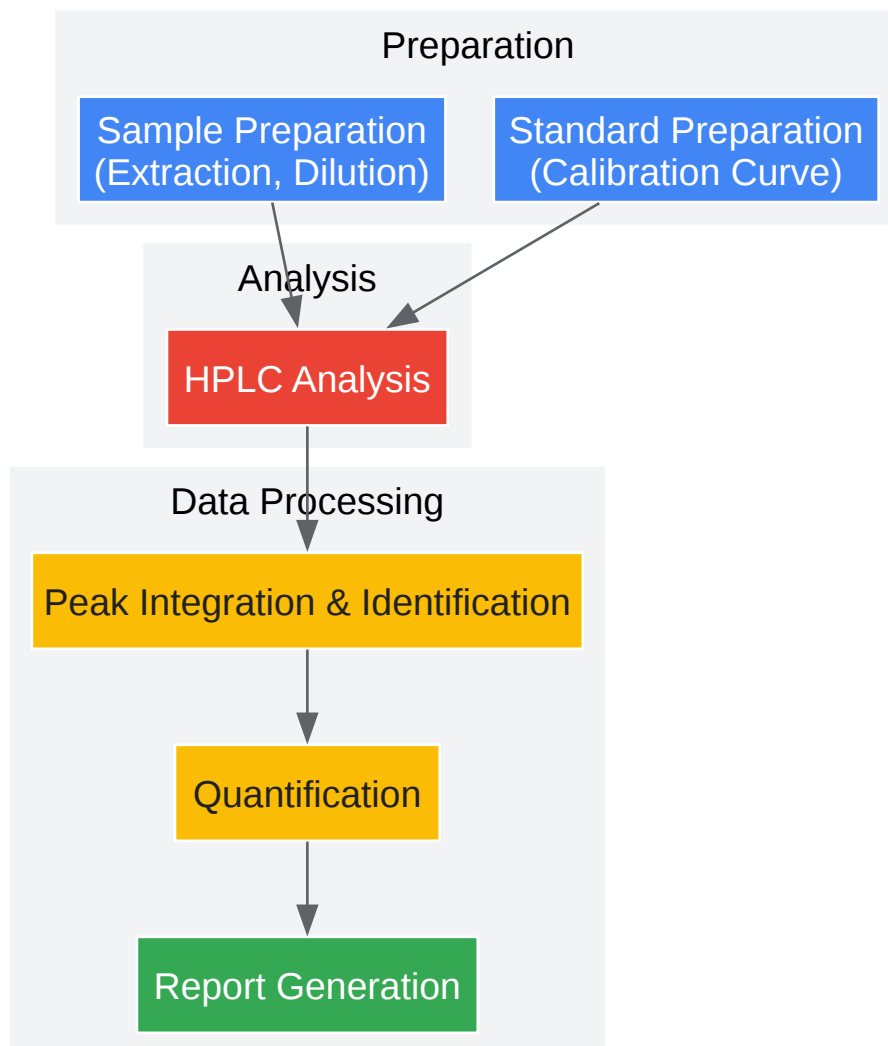 Preparation
Sample Preparation
(Extraction, Dilution)
Standard Preparation
(Calibration Curve)
Analysis
HPLC Analysis
Data Processing
Peak Integration & Identification
Quantification
Report Generation